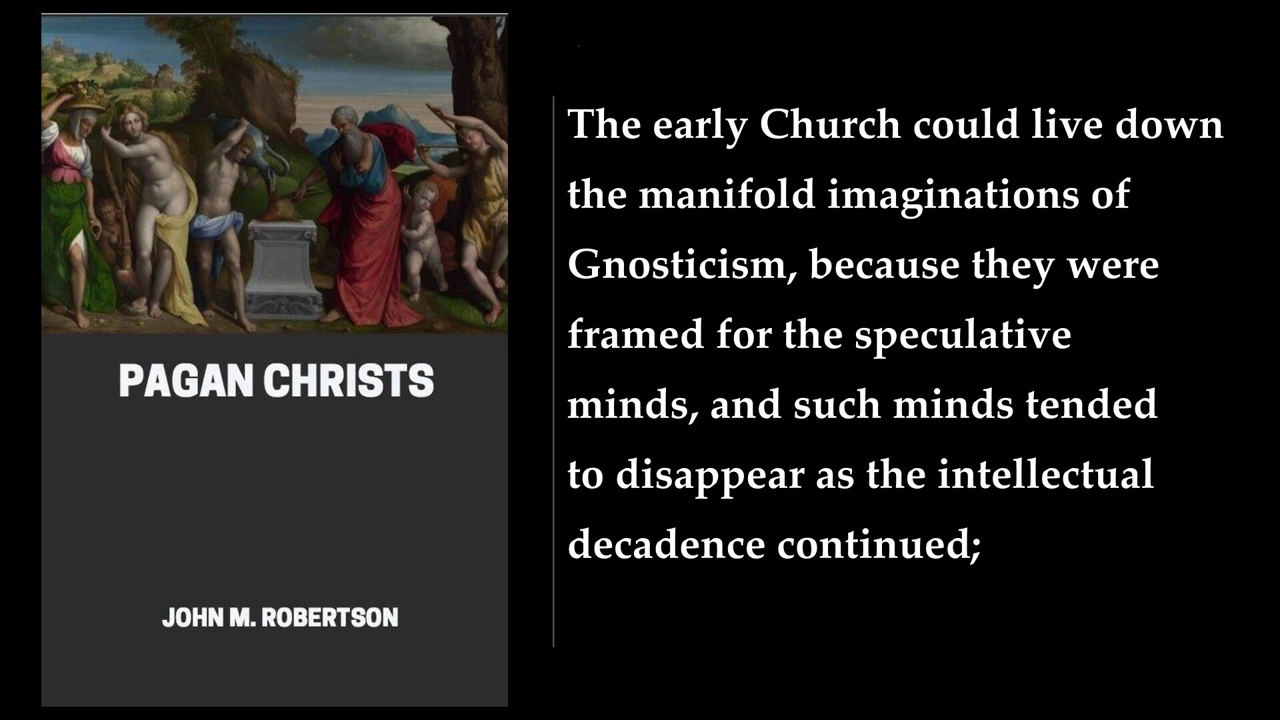 PAGAN CHRISTS
JOHN M. ROBERTSON
The early Church could live down
the manifold imaginations of
Gnosticism, because they were
framed for the speculative
minds, and such minds tended
to disappear as the intellectual
decadence continued;